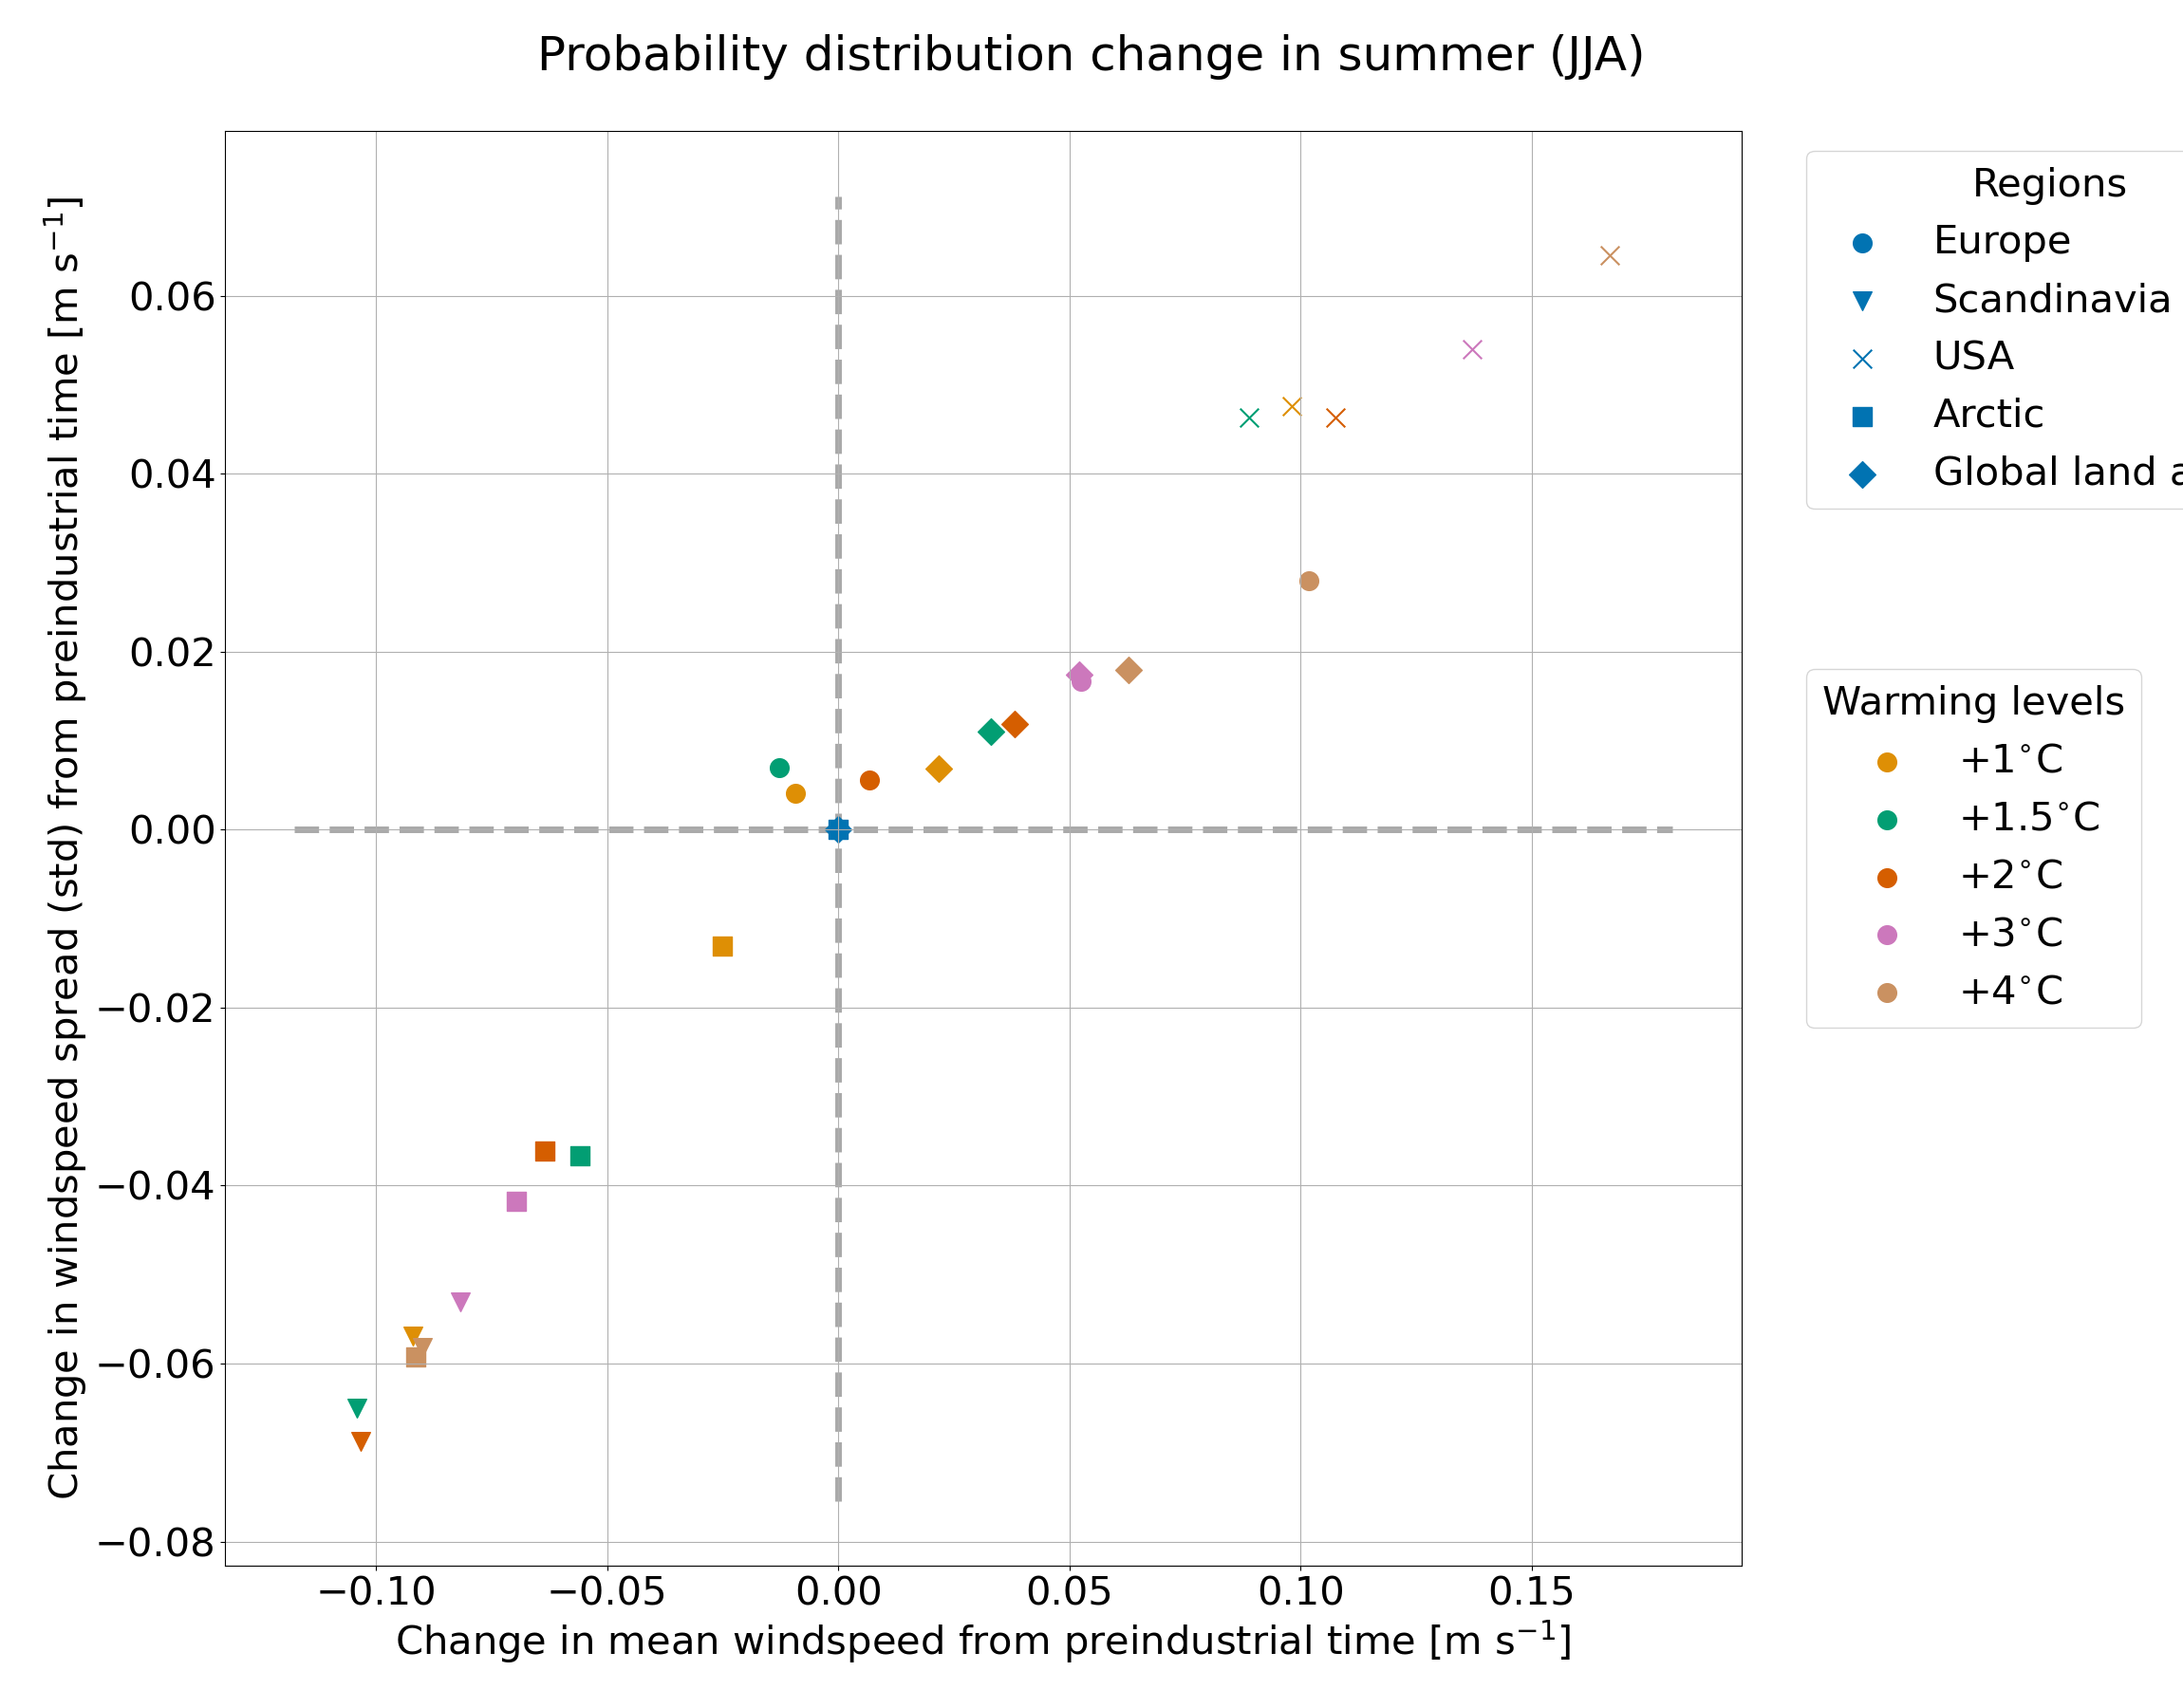 Probability distribution change in summer (JJA)
Change in windspeed spread (std) from preindustrial time [m s⁻¹]
0.06
0.04
0.02
0.00
−0.02
−0.04
−0.06
−0.08
−0.10
−0.05
0.00
0.05
0.10
0.15
Change in mean windspeed from preindustrial time [m s⁻¹]
Regions
Europe
Scandinavia
USA
Arctic
Global land
Warming levels
+1°C
+1.5°C
+2°C
+3°C
+4°C